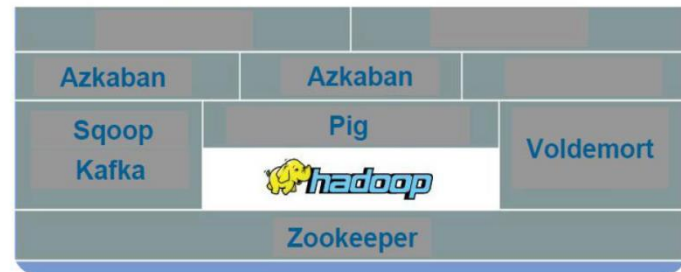 Azkaban
Azkaban
Sqoop
Kafka
Pig
hadoop
Voldemort
Zookeeper